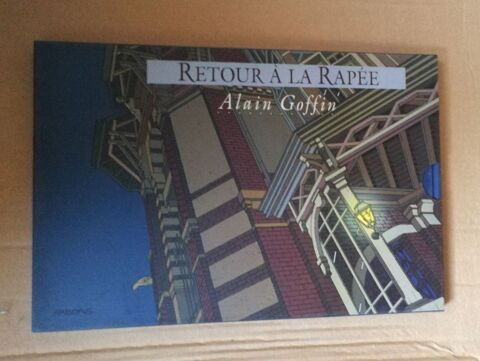 RETOUR À LA RAPÉE
Alain Goffin